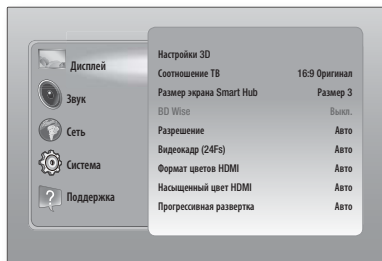 Дисплей
Звук
Сеть
Система
Поддержка
Настройки 3D
Соотношение ТВ 16:9 Оригинал
Размер экрана Smart Hub Размер 3
BD Wise Выкл.
Разрешение Авто
Видеокадр (24Fs) Авто
Формат цветов HDMI Авто
Насыщенный цвет HDMI Авто
Прогрессивная развертка Авто